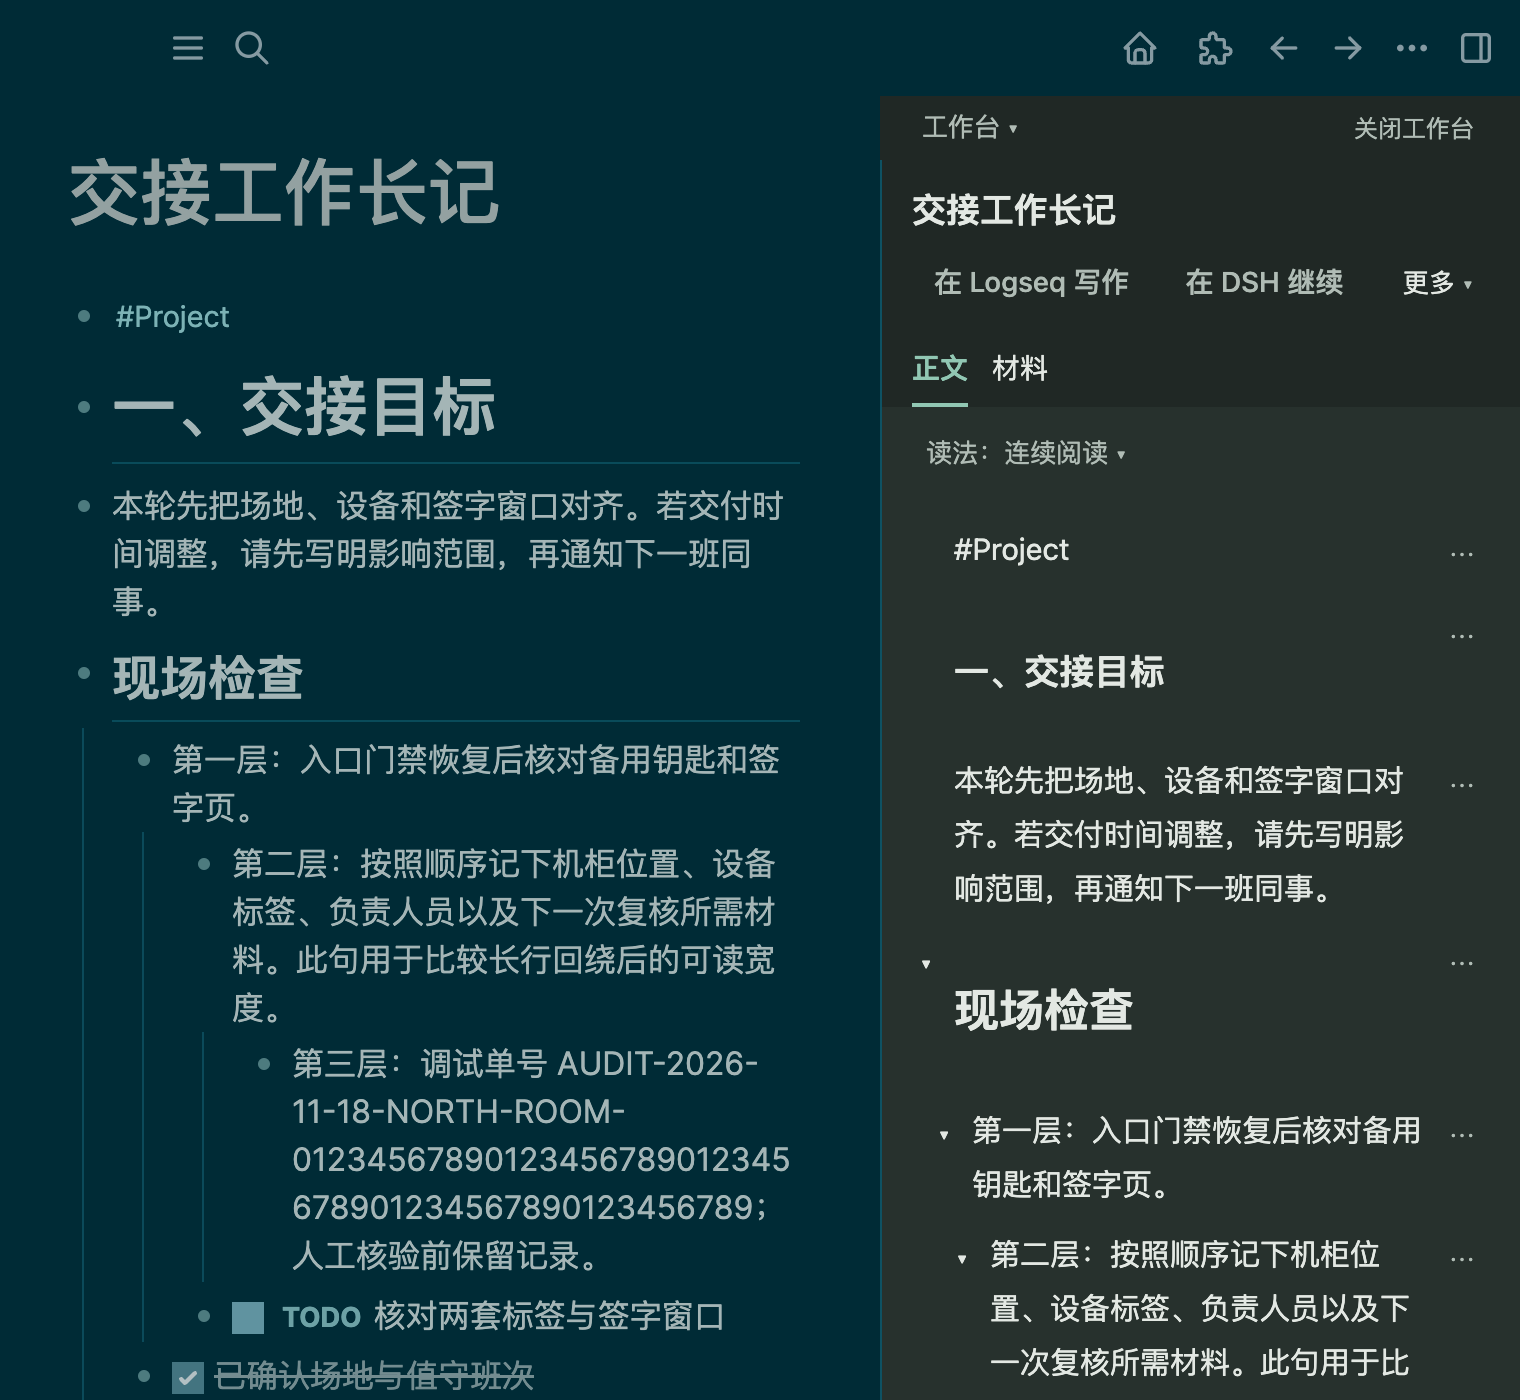 交接工作长记
#Project
一、交接目标
本轮先把场地、设备和签字窗口对齐。若交付时
间调整，请先写明影响范围，再通知下一班同
事。
现场检查
第一层：入口门禁恢复后核对备用钥匙和签
字页。
第二层：按照顺序记下机柜位置、设备
标签、负责人员以及下一次复核所需材
料。此句用于比较长行回绕后的可读宽
度。
第三层：调试单号 AUDIT-2026-
11-18-NORTH-ROOM-
01234567890123456789012345
678901234567890123456789；
人工核验前保留记录。
TODO 核对两套标签与签字窗口
已确认场地与值守班次
工作台 ▾
关闭工作台
交接工作长记
在 Logseq 写作 在 DSH 继续 更多 ▾
正文 材料
读法：连续阅读 ▾
#Project
一、交接目标
本轮先把场地、设备和签字窗口对
齐。若交付时间调整，请先写明影
响范围，再通知下一班同事。
现场检查
第一层：入口门禁恢复后核对备用
钥匙和签字页。
第二层：按照顺序记下机柜位
置、设备标签、负责人员以及下
一次复核所需材料。此句用于比